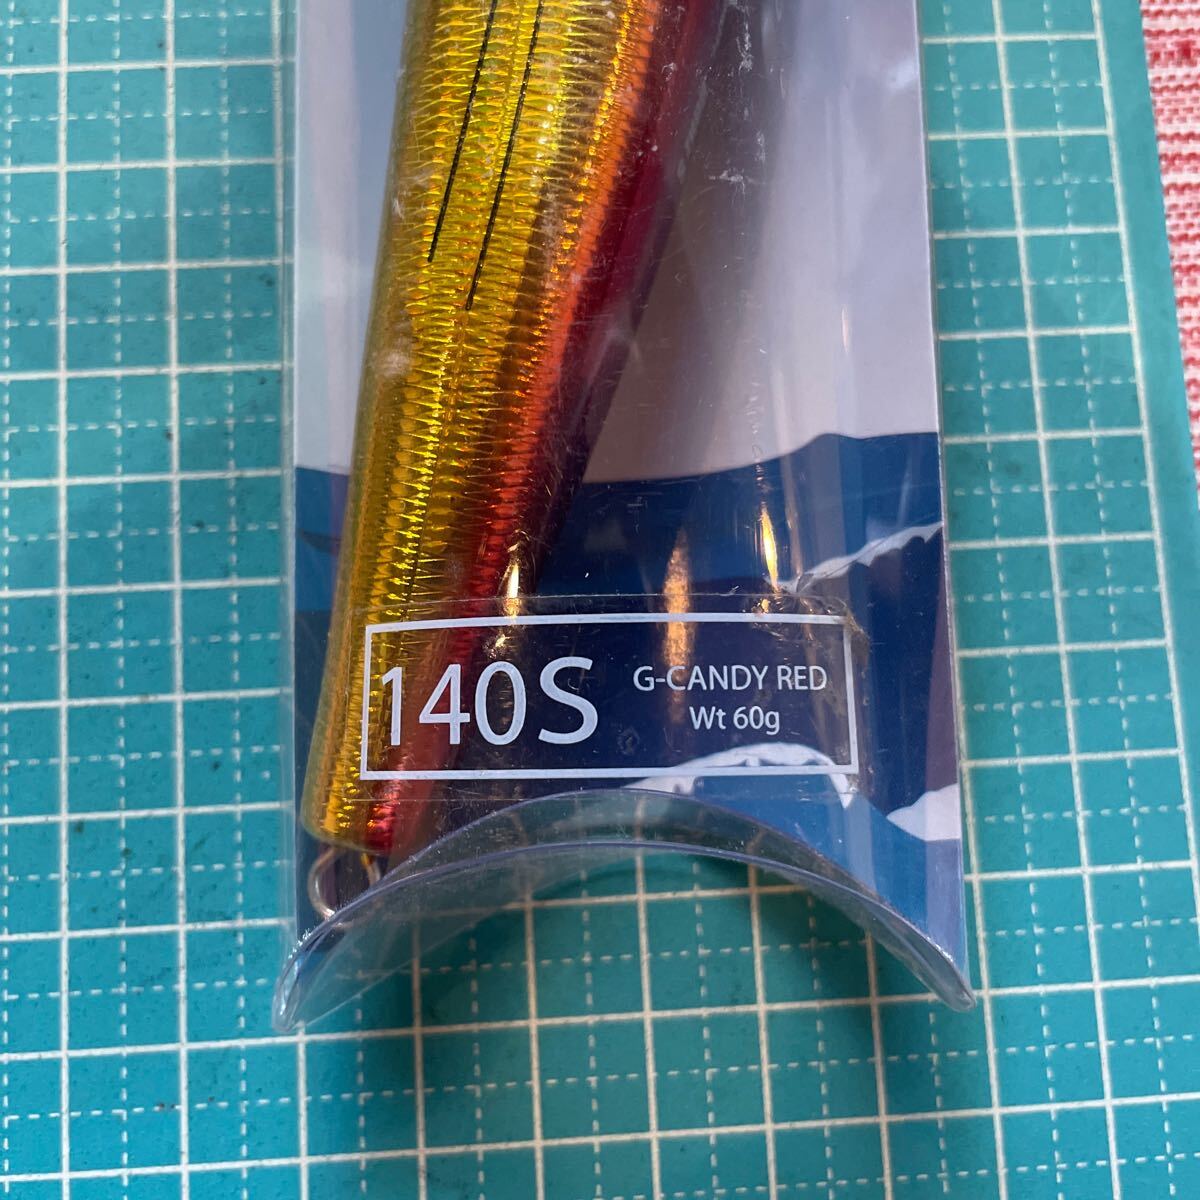 140S
G-CANDY RED
Wt 60g